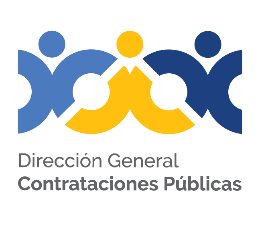 Dirección General
Contrataciones Públicas